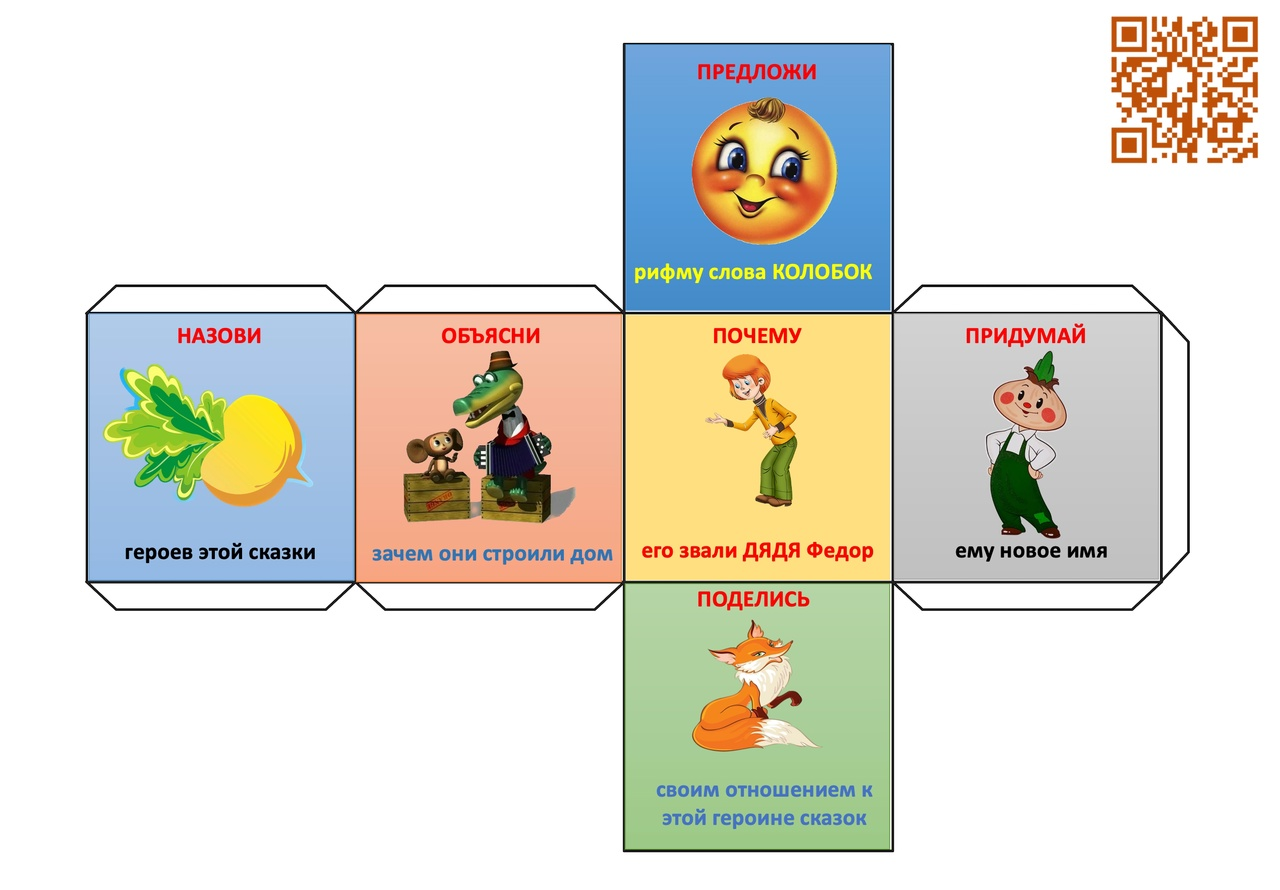 ПРЕДЛОЖИ
рифму слова КОЛОБОК
НАЗОВИ
героев этой сказки
ОБЪЯСНИ
зачем они строили дом
ПОЧЕМУ
его звали ДЯДЯ Федор
ПРИДУМАЙ
ему новое имя
ПОДЕЛИСЬ
своим отношением к
этой героине сказок